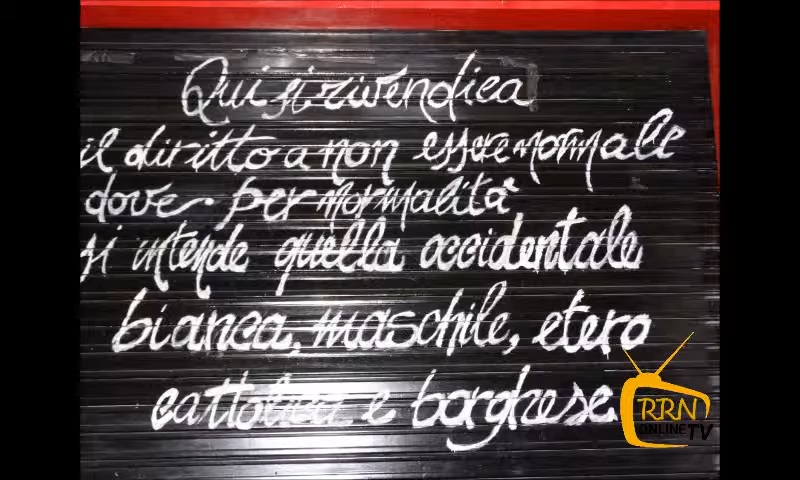 Qui si rivendica
il diritto a non essere normale
dove per normalità
si intende quella occidentale
bianca, maschile, etero
cattolica e borghese.
RRN
ONLINE TV